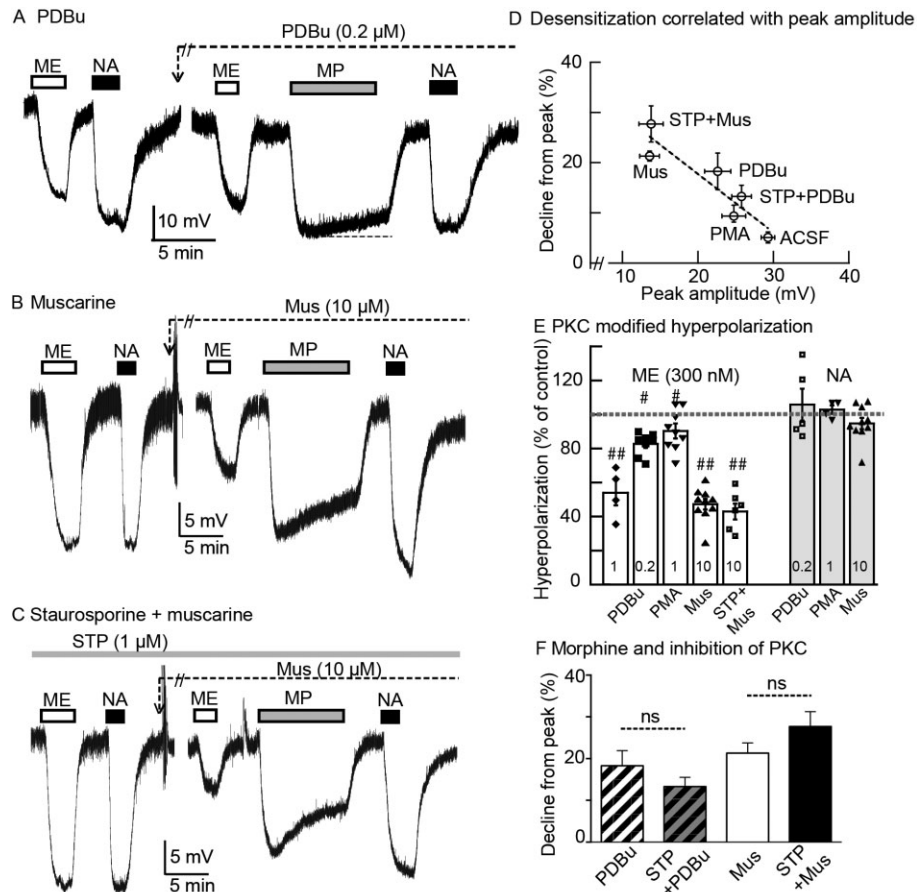 A PDBu
PDBu (0.2 µM)
ME NA ME MP NA
10 mV
5 min
B Muscarine
Mus (10 µM)
ME NA ME MP NA
5 mV
5 min
C Staurosporine + muscarine
STP (1 µM)
Mus (10 µM)
ME NA ME MP NA
5 mV
5 min
D Desensitization correlated with peak amplitude
Decline from peak (%)
40
20
0
STP+Mus
Mus
PDBu
STP+PDBu
PMA
ACSF
10 20 30 40
Peak amplitude (mV)
E PKC modified hyperpolarization
Hyperpolarization (% of control)
120
80
40
0
ME (300 nM) NA
## # # ## ##
1 0.2 1 10 10 0.2 1 10
PDBu PMA Mus STP+ Mus PDBu PMA Mus
F Morphine and inhibition of PKC
Decline from peak (%)
40
20
0
ns ns
PDBu STP +PDBu Mus STP +Mus